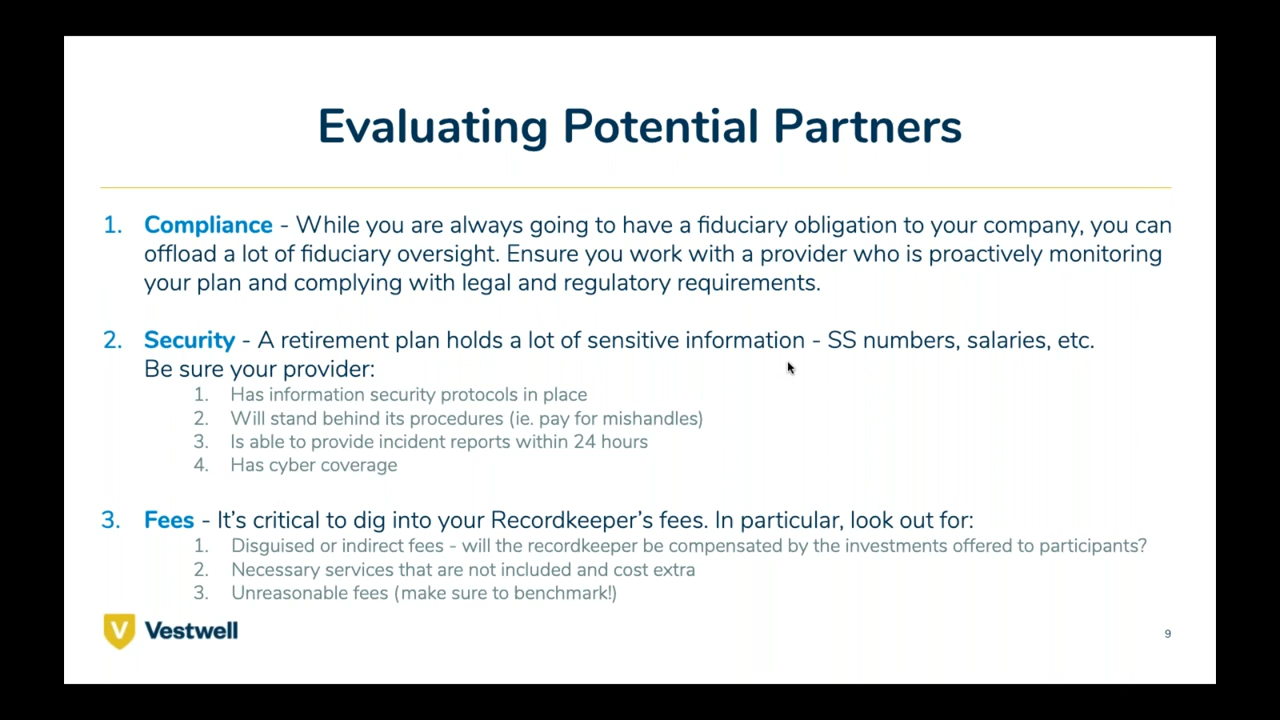 Evaluating Potential Partners
1. Compliance - While you are always going to have a fiduciary obligation to your company, you can
offload a lot of fiduciary oversight. Ensure you work with a provider who is proactively monitoring
your plan and complying with legal and regulatory requirements.
2. Security - A retirement plan holds a lot of sensitive information - SS numbers, salaries, etc.
Be sure your provider:
1. Has information security protocols in place
2. Will stand behind its procedures (ie. pay for mishandles)
3. Is able to provide incident reports within 24 hours
4. Has cyber coverage
3. Fees - It’s critical to dig into your Recordkeeper’s fees. In particular, look out for:
1. Disguised or indirect fees - will the recordkeeper be compensated by the investments offered to participants?
2. Necessary services that are not included and cost extra
3. Unreasonable fees (make sure to benchmark!)
V Vestwell
9